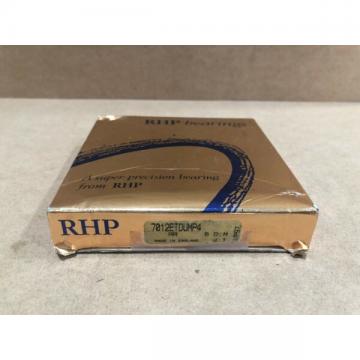 RHP bearings
A super precision bearing
from RHP
RHP
7012ETDUMP4
MADE IN ENGLAND